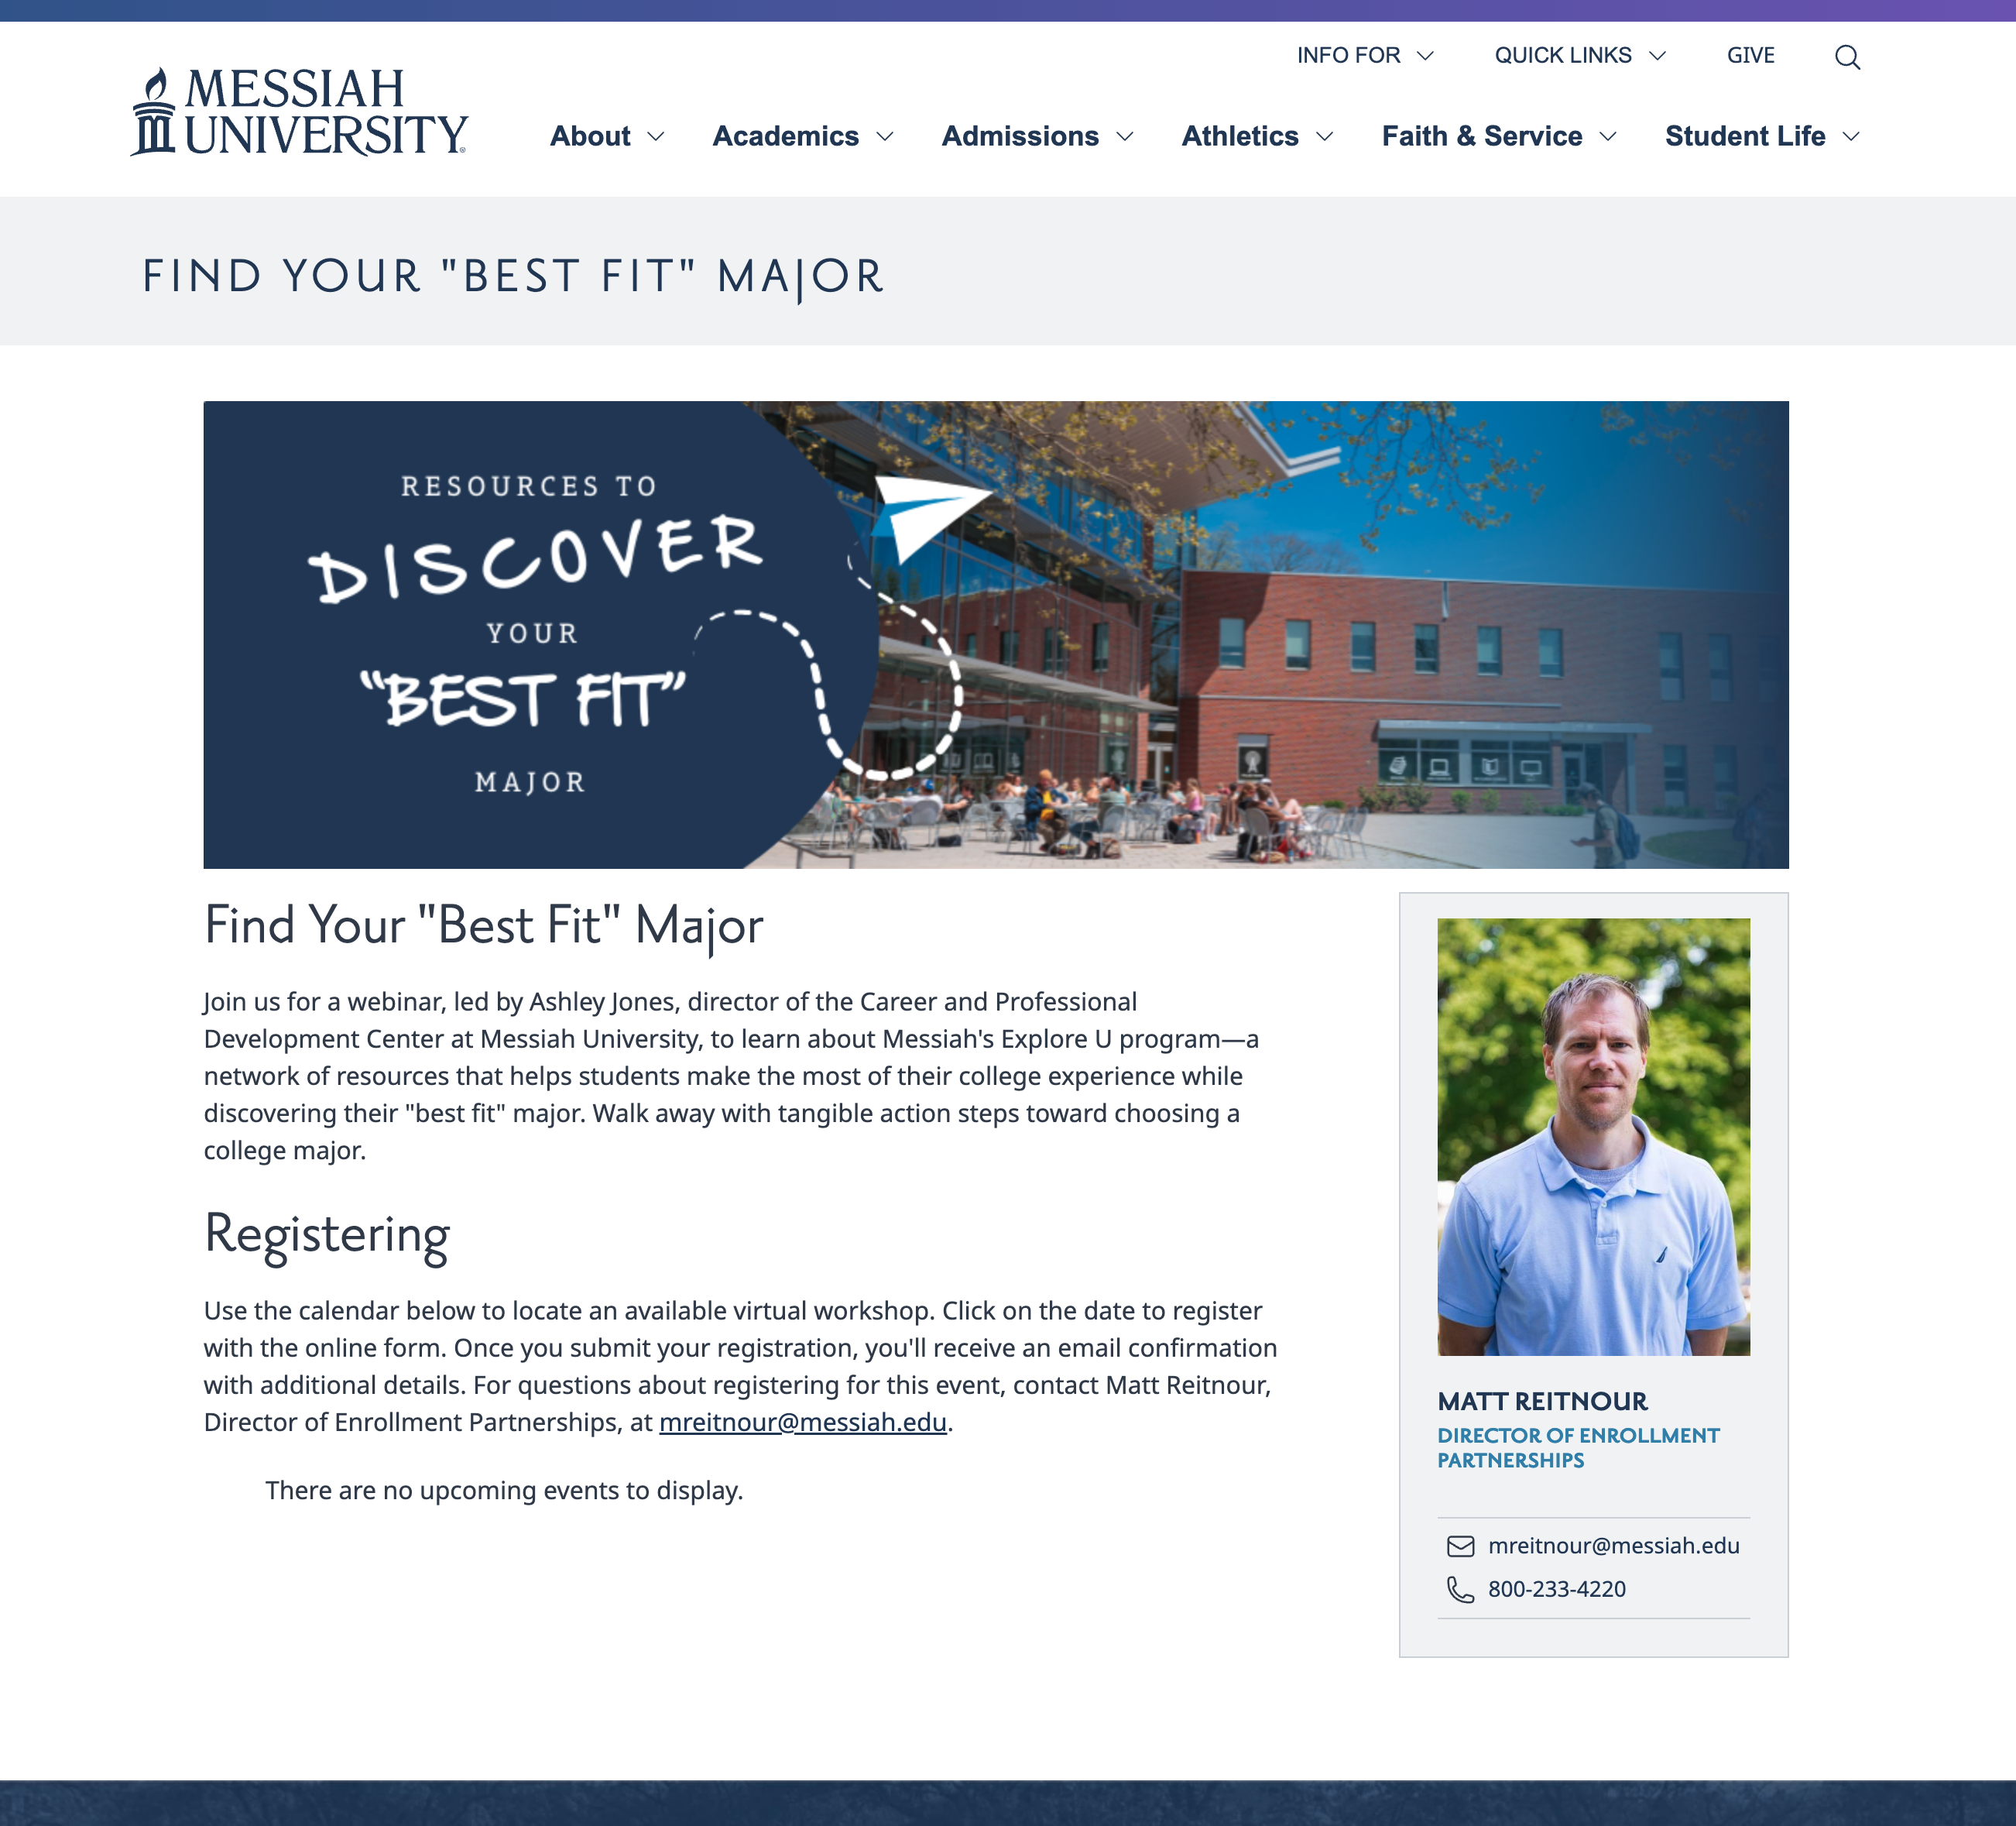 INFO FOR
QUICK LINKS
GIVE
MESSIAH
UNIVERSITY
About
Academics
Admissions
Athletics
Faith & Service
Student Life
FIND YOUR "BEST FIT" MAJOR
RESOURCES TO
DISCOVER
YOUR
“BEST FIT”
MAJOR
Find Your "Best Fit" Major
Join us for a webinar, led by Ashley Jones, director of the Career and Professional
Development Center at Messiah University, to learn about Messiah's Explore U program—a
network of resources that helps students make the most of their college experience while
discovering their "best fit" major. Walk away with tangible action steps toward choosing a
college major.
Registering
Use the calendar below to locate an available virtual workshop. Click on the date to register
with the online form. Once you submit your registration, you'll receive an email confirmation
with additional details. For questions about registering for this event, contact Matt Reitnour,
Director of Enrollment Partnerships, at mreitnour@messiah.edu.
There are no upcoming events to display.
MATT REITNOUR
DIRECTOR OF ENROLLMENT
PARTNERSHIPS
mreitnour@messiah.edu
800-233-4220